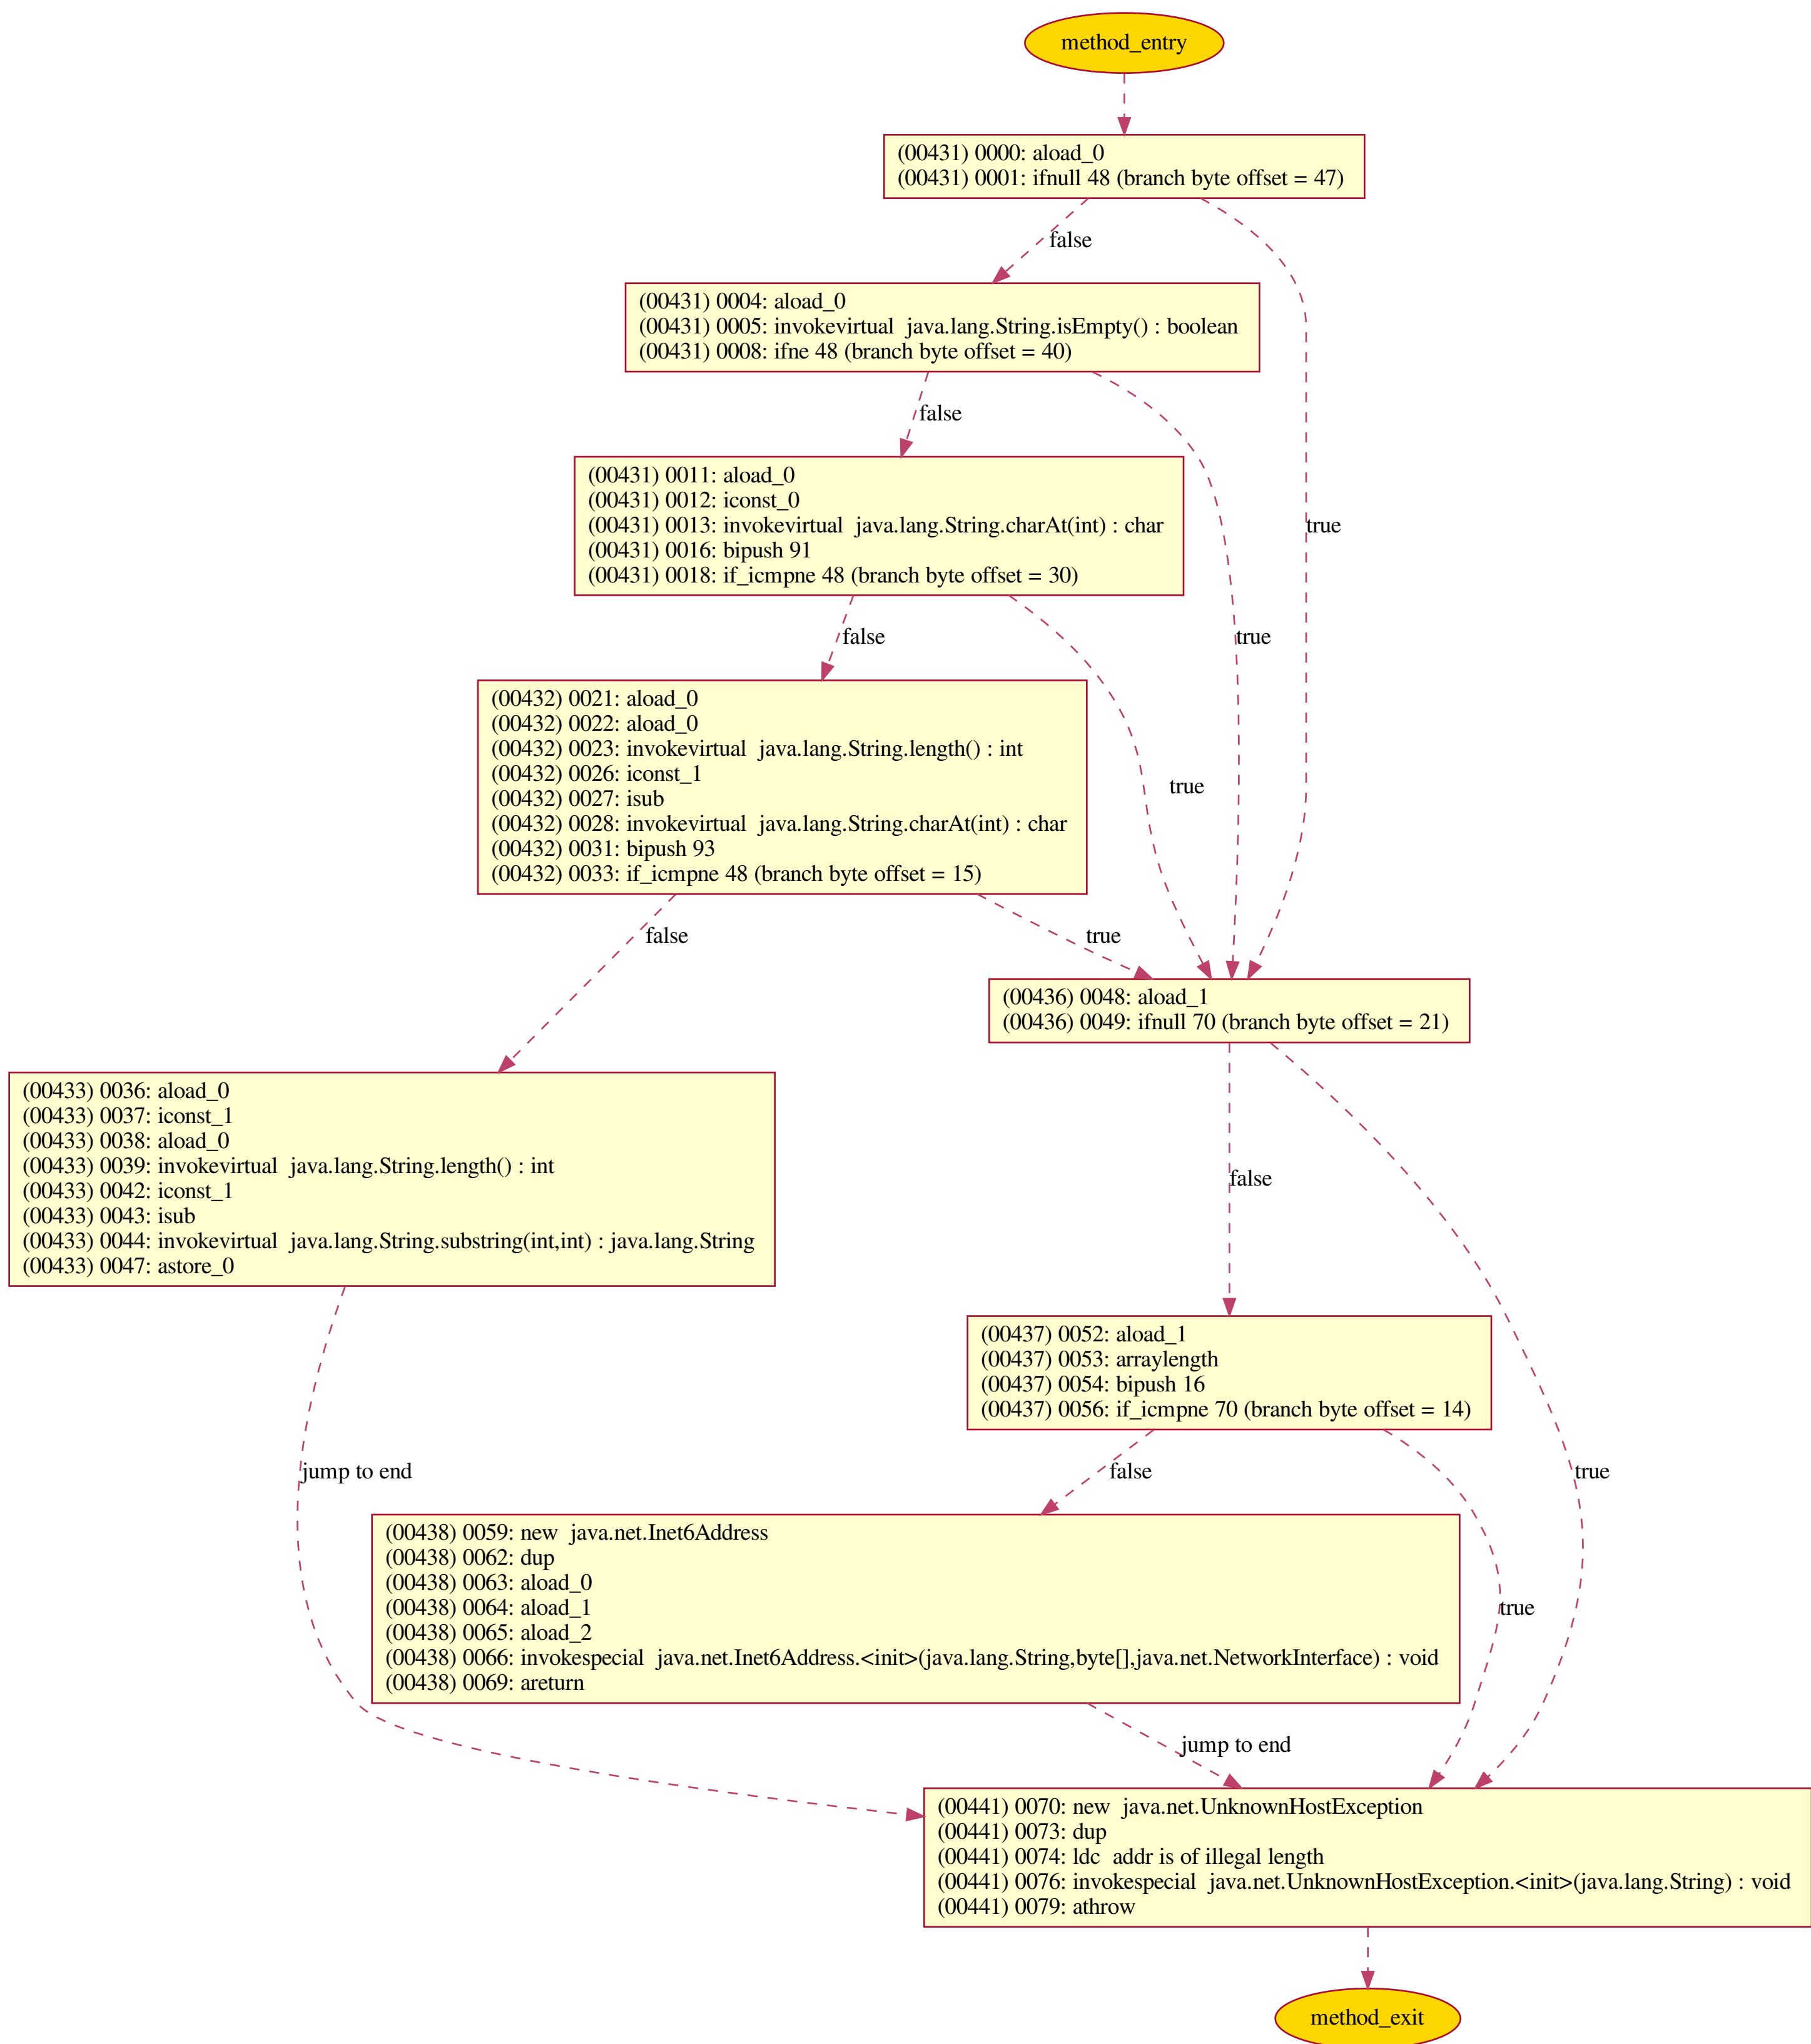 method_entry
(00431) 0000: aload_0
(00431) 0001: ifnull 48 (branch byte offset = 47)
false
(00431) 0004: aload_0
(00431) 0005: invokevirtual  java.lang.String.isEmpty() : boolean
(00431) 0008: ifne 48 (branch byte offset = 40)
false
(00431) 0011: aload_0
(00431) 0012: iconst_0
(00431) 0013: invokevirtual  java.lang.String.charAt(int) : char
(00431) 0016: bipush 91
(00431) 0018: if_icmpne 48 (branch byte offset = 30)
true
false
true
(00432) 0021: aload_0
(00432) 0022: aload_0
(00432) 0023: invokevirtual  java.lang.String.length() : int
(00432) 0026: iconst_1
(00432) 0027: isub
(00432) 0028: invokevirtual  java.lang.String.charAt(int) : char
(00432) 0031: bipush 93
(00432) 0033: if_icmpne 48 (branch byte offset = 15)
true
false
true
(00436) 0048: aload_1
(00436) 0049: ifnull 70 (branch byte offset = 21)
(00433) 0036: aload_0
(00433) 0037: iconst_1
(00433) 0038: aload_0
(00433) 0039: invokevirtual  java.lang.String.length() : int
(00433) 0042: iconst_1
(00433) 0043: isub
(00433) 0044: invokevirtual  java.lang.String.substring(int,int) : java.lang.String
(00433) 0047: astore_0
false
(00437) 0052: aload_1
(00437) 0053: arraylength
(00437) 0054: bipush 16
(00437) 0056: if_icmpne 70 (branch byte offset = 14)
jump to end
false
true
(00438) 0059: new  java.net.Inet6Address
(00438) 0062: dup
(00438) 0063: aload_0
(00438) 0064: aload_1
(00438) 0065: aload_2
(00438) 0066: invokespecial  java.net.Inet6Address.<init>(java.lang.String,byte[],java.net.NetworkInterface) : void
(00438) 0069: areturn
true
jump to end
(00441) 0070: new  java.net.UnknownHostException
(00441) 0073: dup
(00441) 0074: ldc  addr is of illegal length
(00441) 0076: invokespecial  java.net.UnknownHostException.<init>(java.lang.String) : void
(00441) 0079: athrow
method_exit